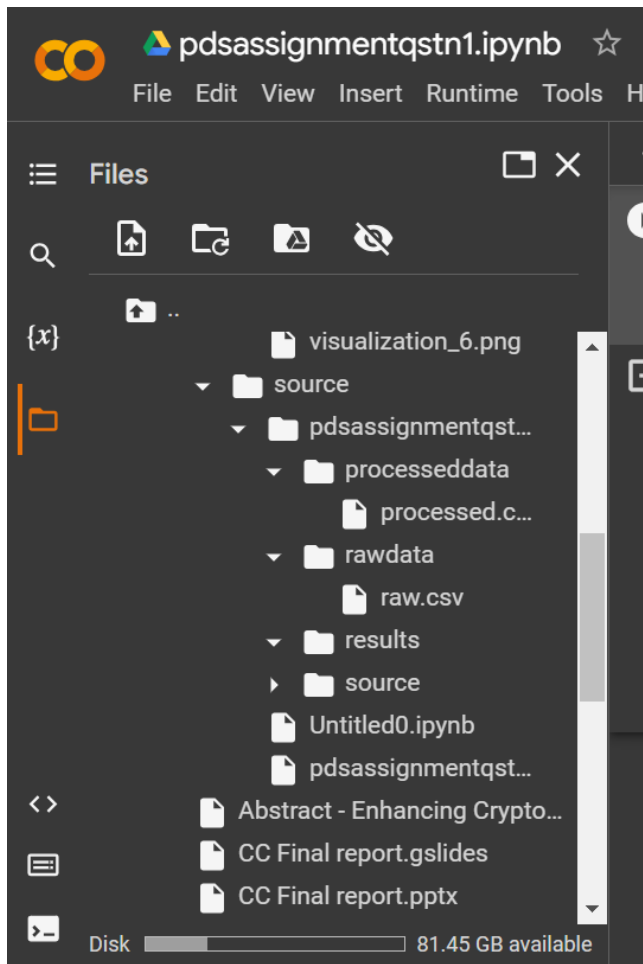 pdsassignmentqstn1.ipynb
File Edit View Insert Runtime Tools H
Files
{x}
..
visualization_6.png
source
pdsassignmentqst...
processeddata
processed.c...
rawdata
raw.csv
results
source
Untitled0.ipynb
pdsassignmentqst...
Abstract - Enhancing Crypto...
CC Final report.gslides
CC Final report.pptx
Disk 81.45 GB available